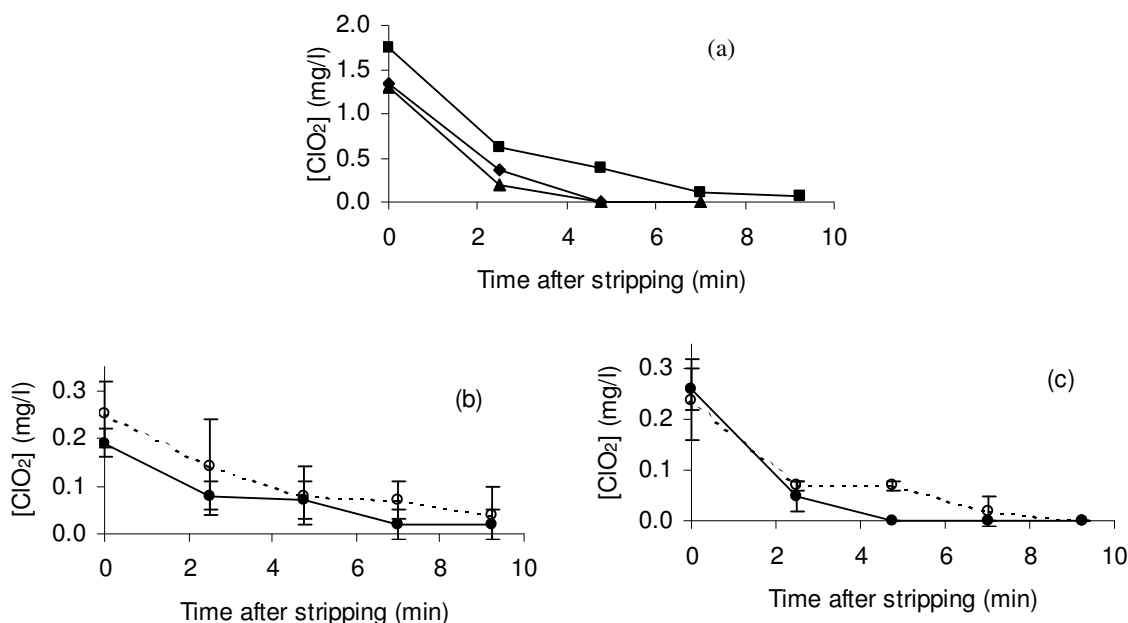 (a)
[ClO2] (mg/l)
2.0
1.5
1.0
0.5
0.0
0 2 4 6 8 10
Time after stripping (min)
(b)
[ClO2] (mg/l)
0.3
0.2
0.1
0.0
0 2 4 6 8 10
Time after stripping (min)
(c)
[ClO2] (mg/l)
0.3
0.2
0.1
0.0
0 2 4 6 8 10
Time after stripping (min)